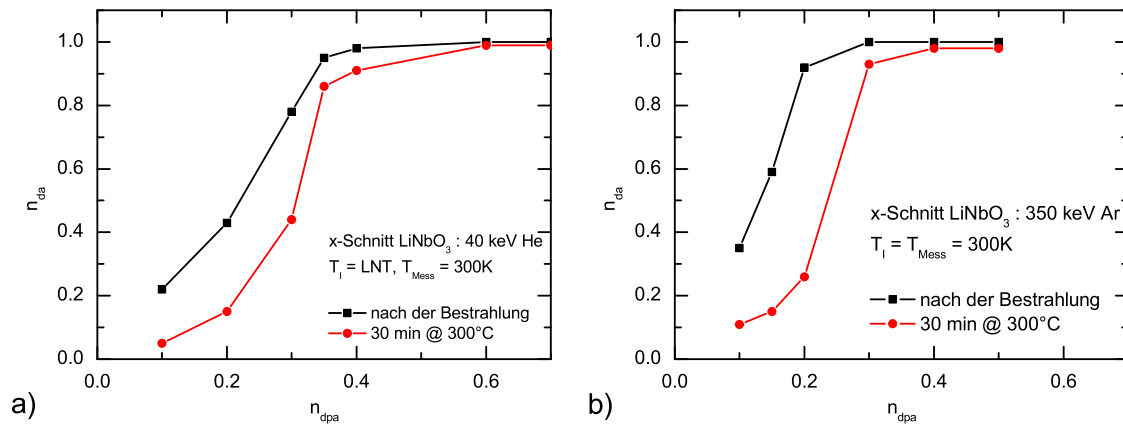 1.0
0.8
0.6
0.4
0.2
0.0
n_da
x-Schnitt LiNbO₃ : 40 keV He
T_I = LNT, T_Mess = 300K
nach der Bestrahlung
30 min @ 300°C
0.0 0.2 0.4 0.6
n_dpa
a)
1.0
0.8
0.6
0.4
0.2
0.0
n_da
x-Schnitt LiNbO₃ : 350 keV Ar
T_I = T_Mess = 300K
nach der Bestrahlung
30 min @ 300°C
0.0 0.2 0.4 0.6
n_dpa
b)